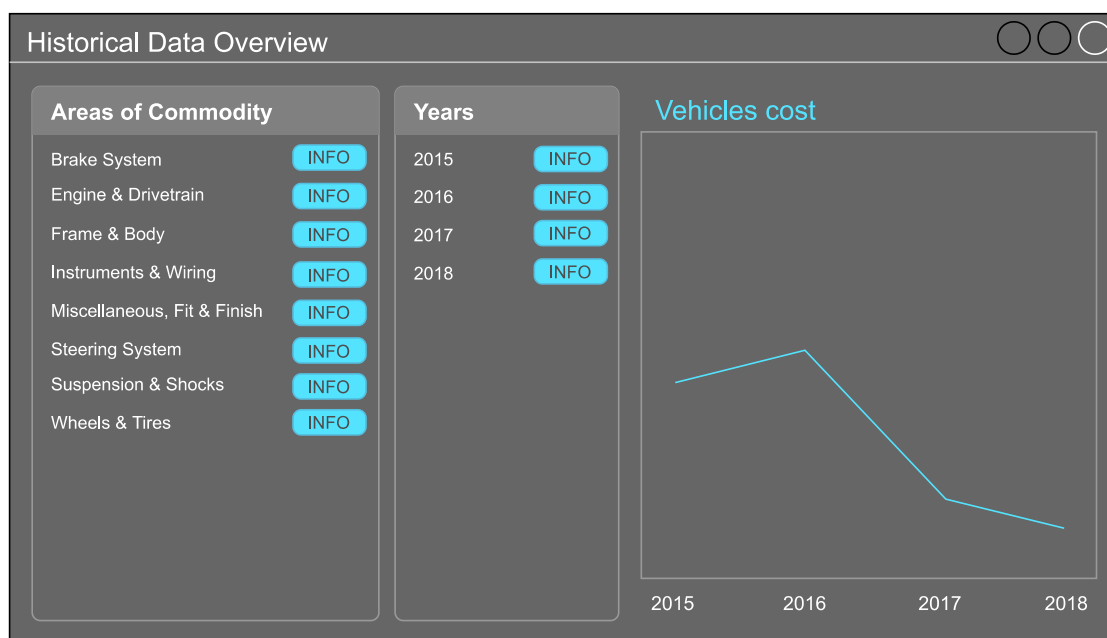 Historical Data Overview
Areas of Commodity
Brake System INFO
Engine & Drivetrain INFO
Frame & Body INFO
Instruments & Wiring INFO
Miscellaneous, Fit & Finish INFO
Steering System INFO
Suspension & Shocks INFO
Wheels & Tires INFO
Years
2015 INFO
2016 INFO
2017 INFO
2018 INFO
Vehicles cost
2015 2016 2017 2018